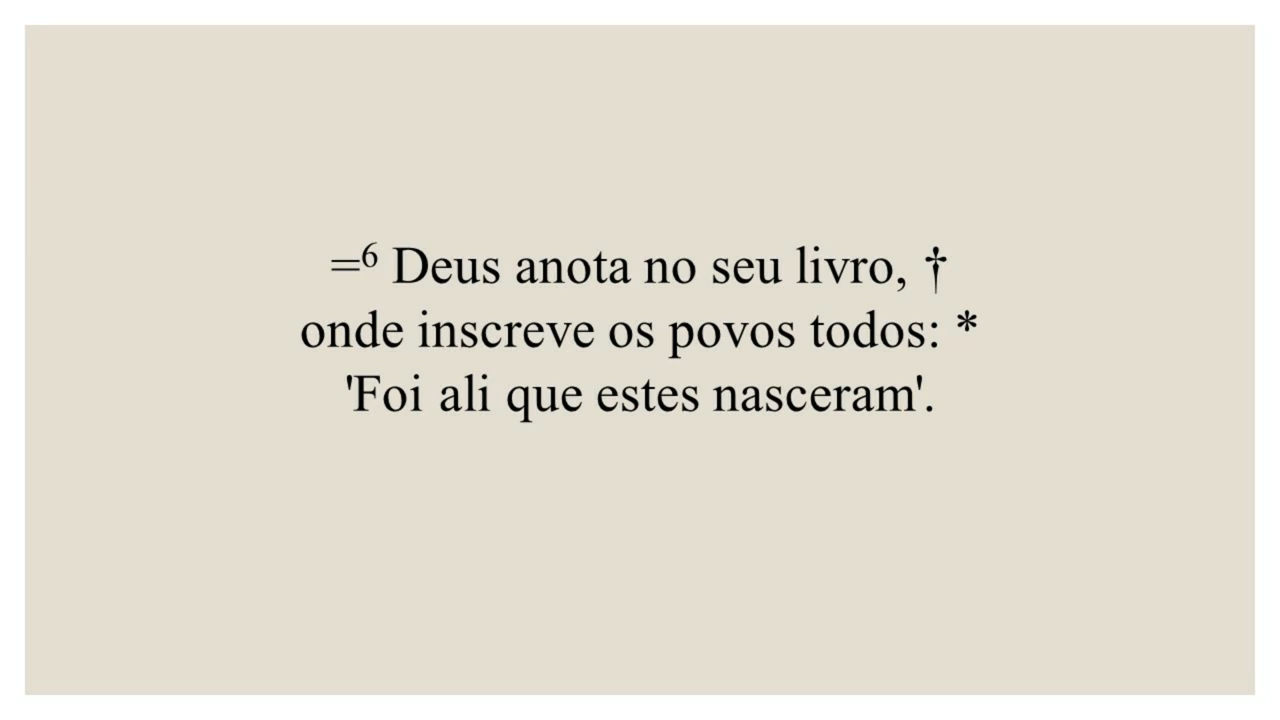 =⁶ Deus anota no seu livro, †
onde inscreve os povos todos: *
'Foi ali que estes nasceram'.